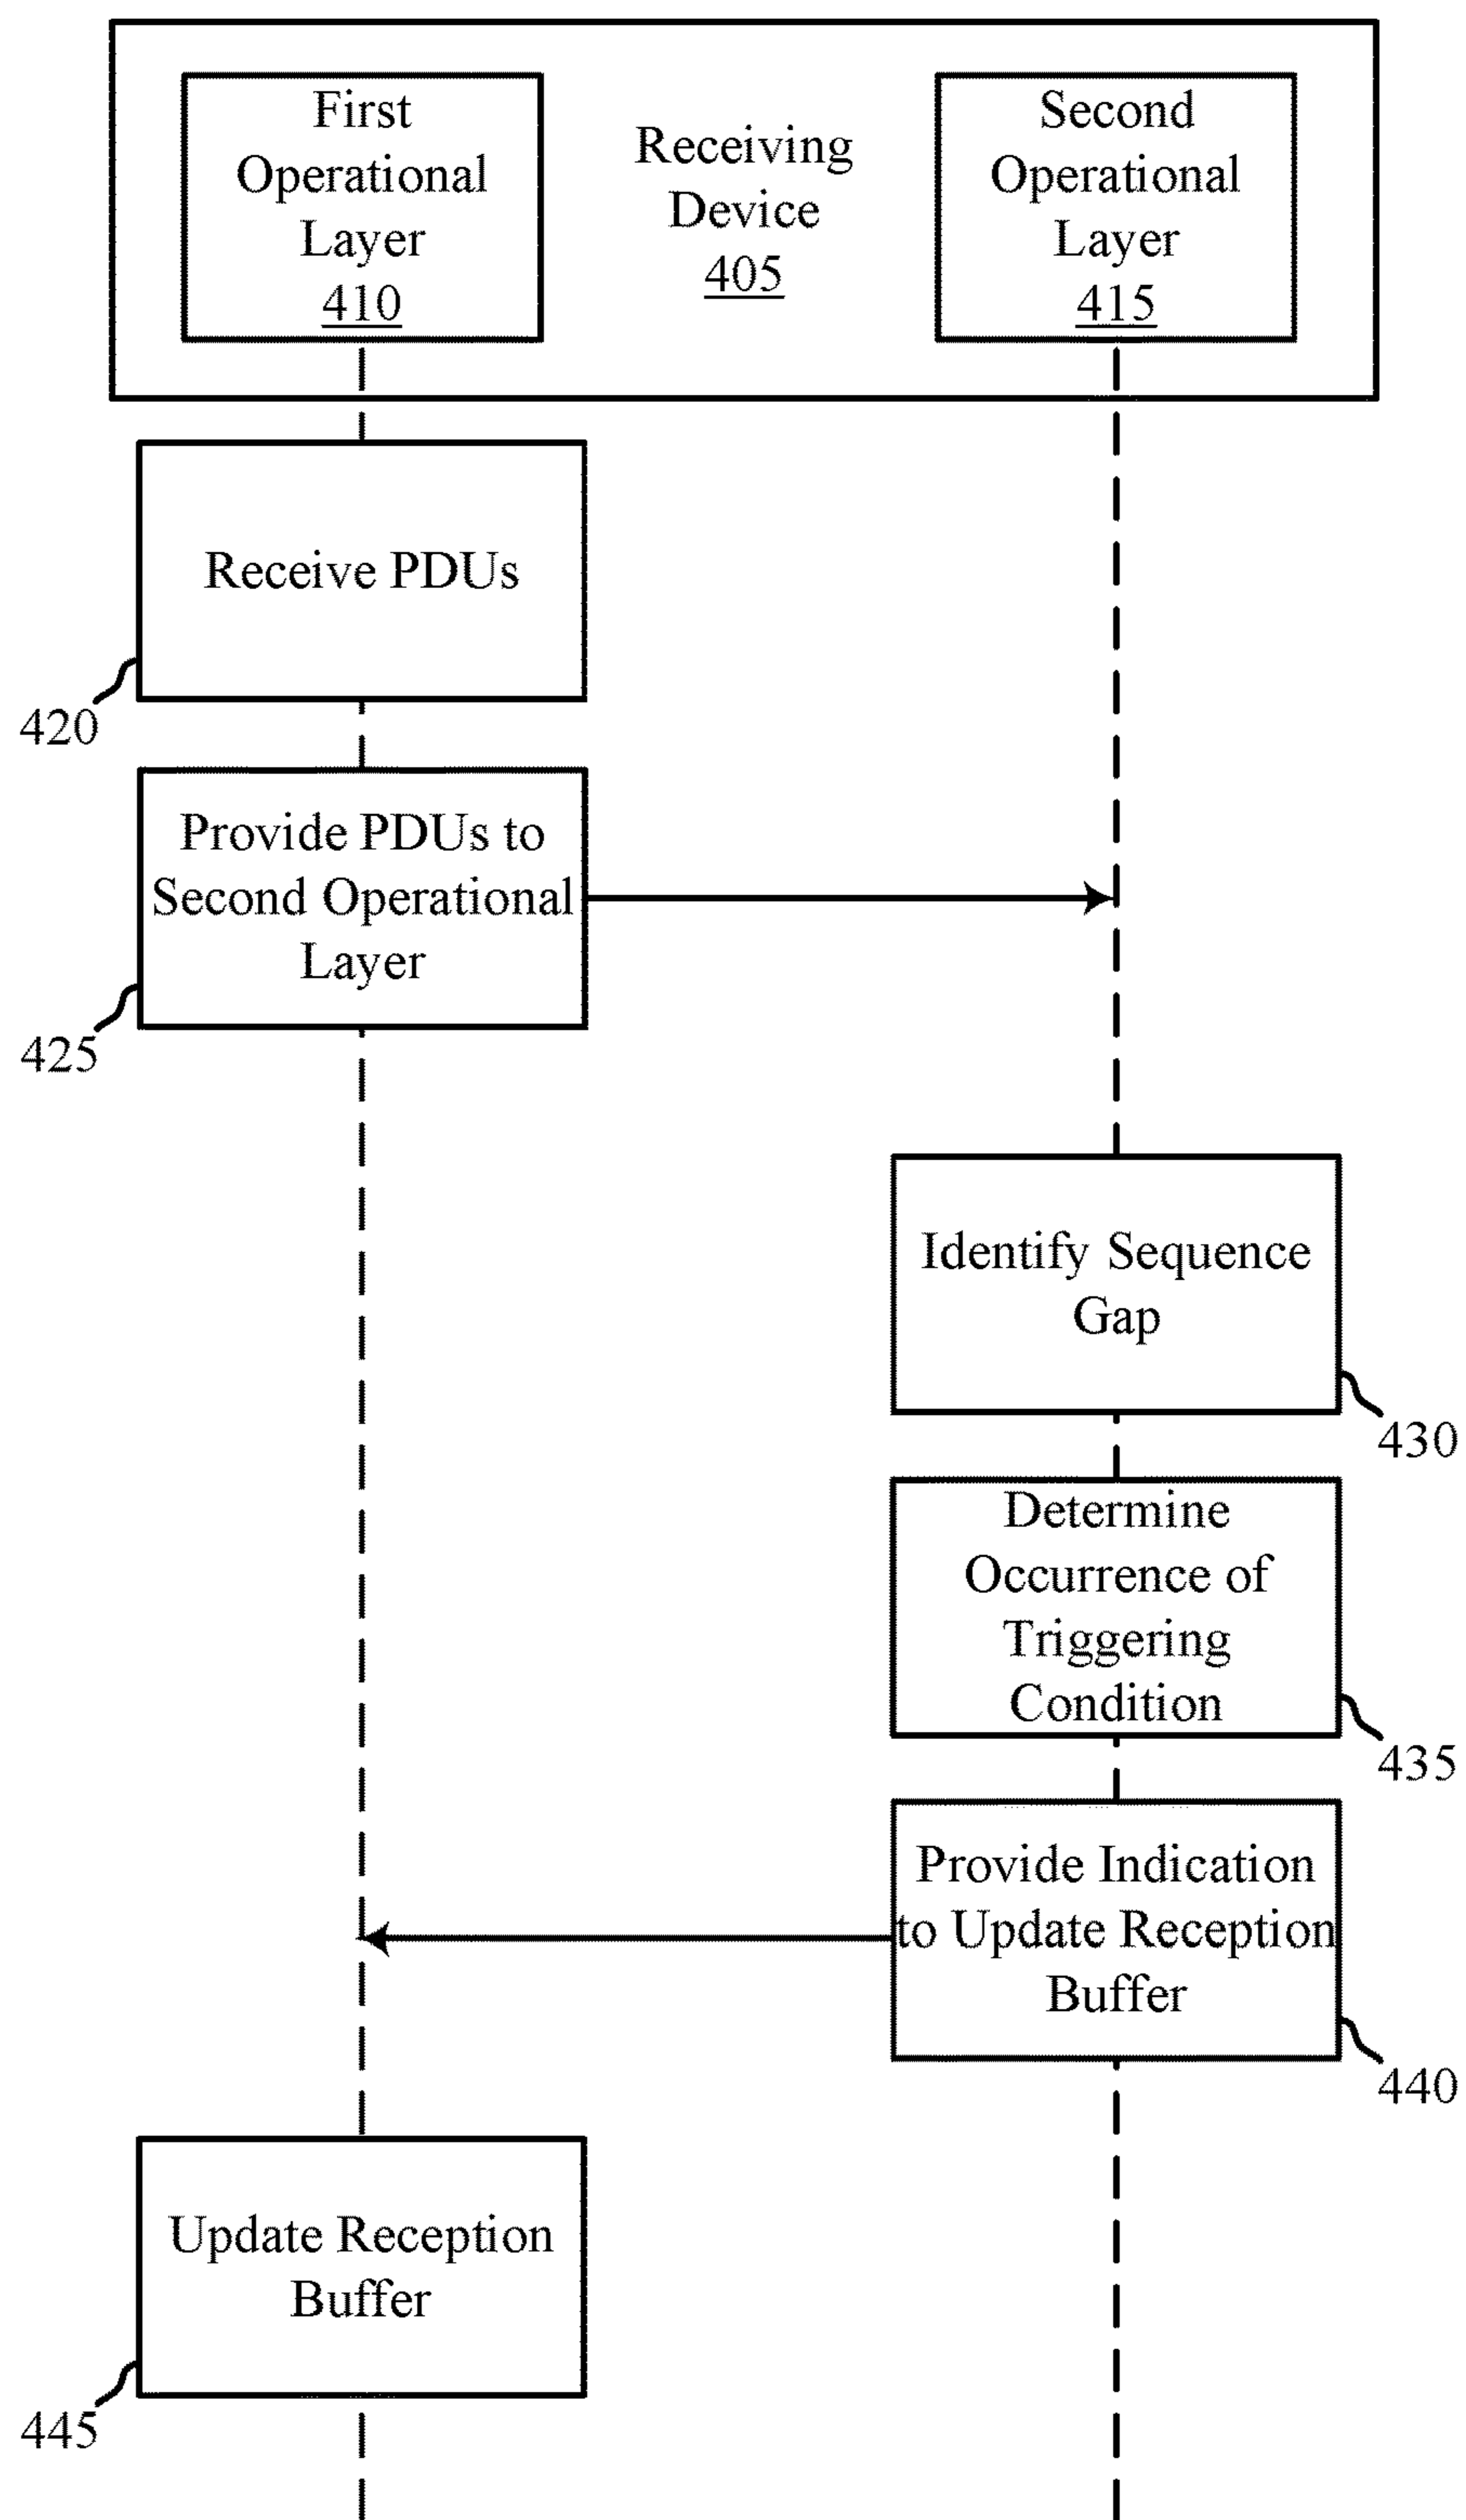 First
Operational
Layer
410
Receiving
Device
405
Second
Operational
Layer
415
Receive PDUs
420
Provide PDUs to
Second Operational
Layer
425
Identify Sequence
Gap
430
Determine
Occurrence of
Triggering
Condition
435
Provide Indication
to Update Reception
Buffer
440
Update Reception
Buffer
445